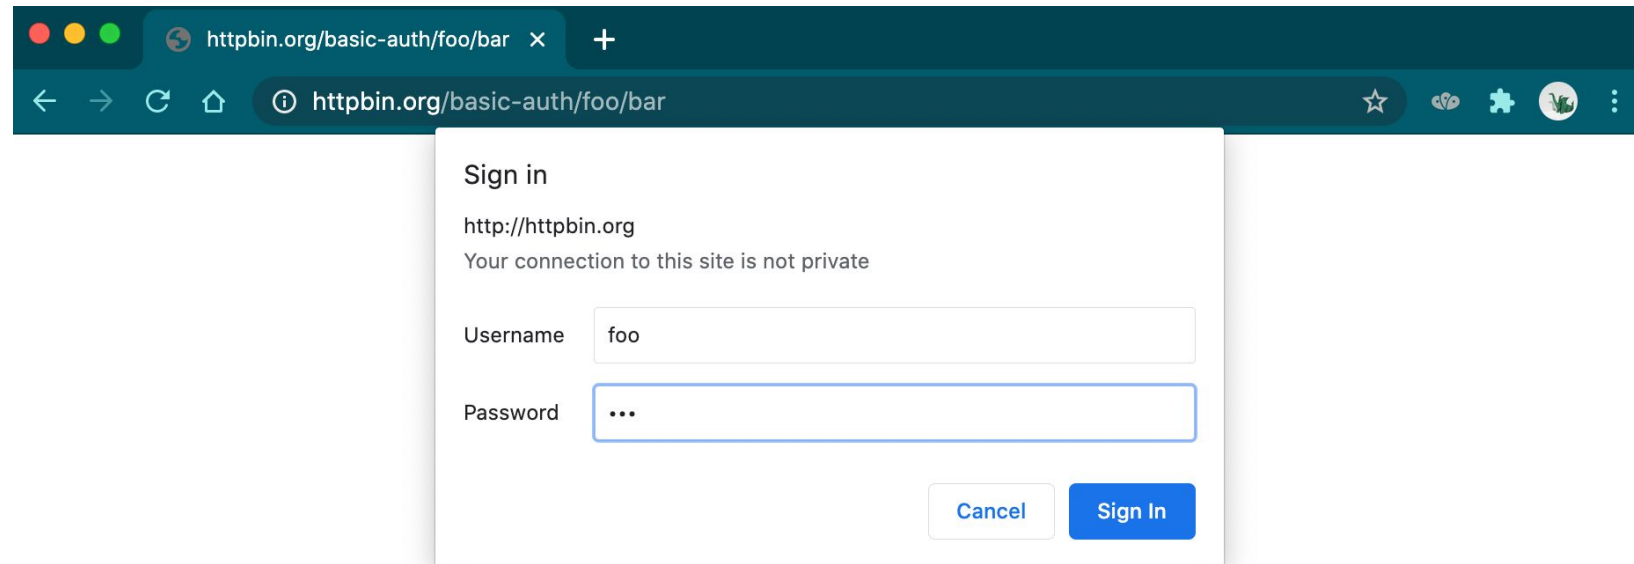 httpbin.org/basic-auth/foo/bar
httpbin.org/basic-auth/foo/bar
Sign in
http://httpbin.org
Your connection to this site is not private
Username foo
Password •••
Cancel Sign In